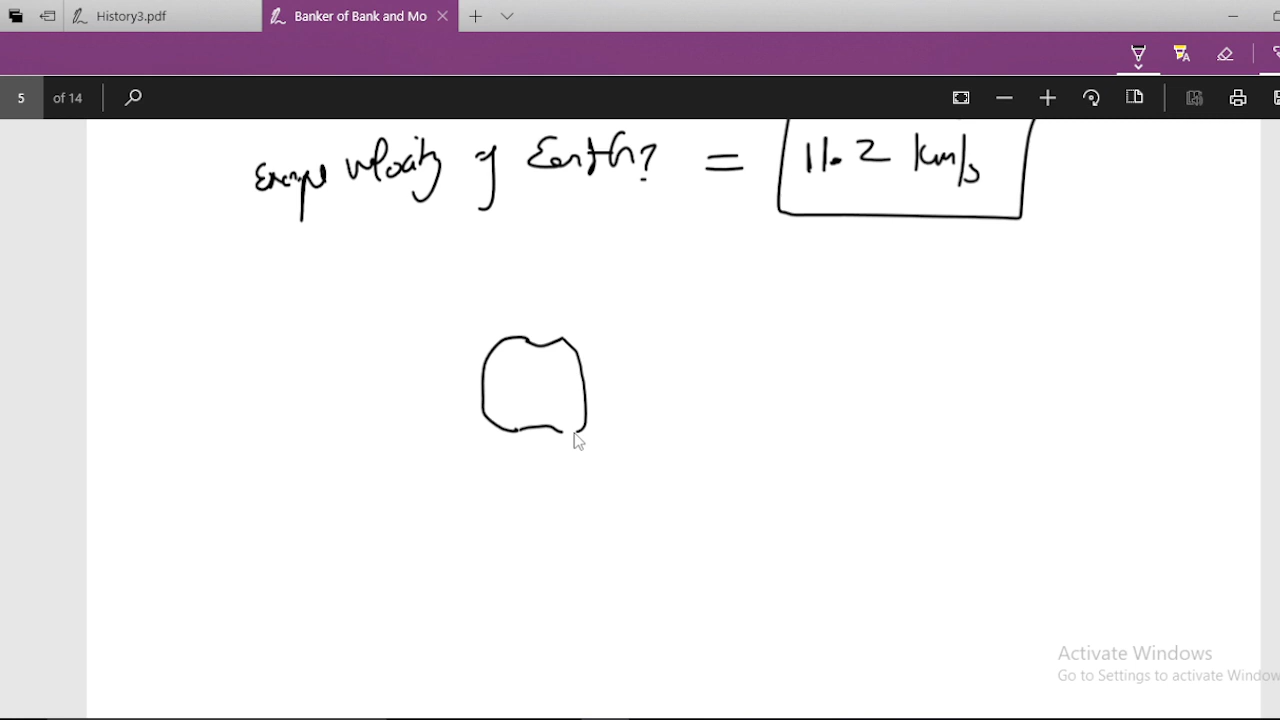 History3.pdf
Banker of Bank and Mo
5 of 14
Escape velocity of Earth? = 11.2 km/s
Activate Windows
Go to Settings to activate Window